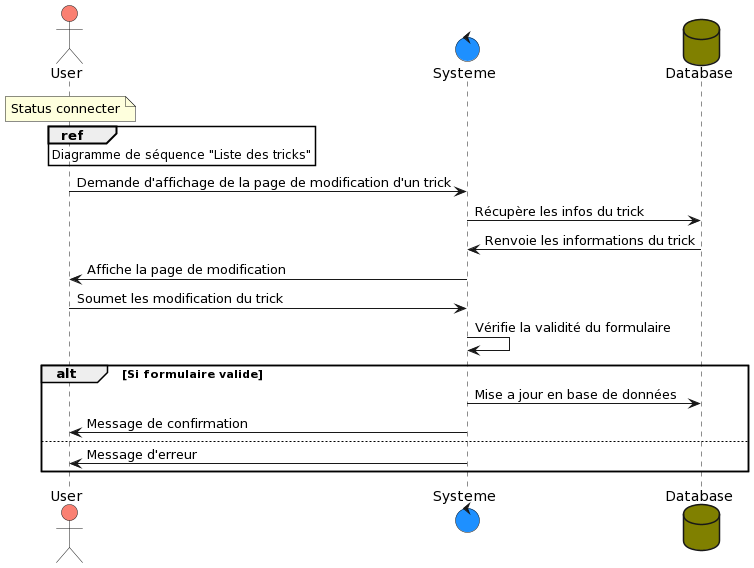 User
Systeme
Database
Status connecter
ref
Diagramme de séquence "Liste des tricks"
Demande d'affichage de la page de modification d'un trick
Récupère les infos du trick
Renvoie les informations du trick
Affiche la page de modification
Soumet les modification du trick
Vérifie la validité du formulaire
alt [Si formulaire valide]
Mise a jour en base de données
Message de confirmation
Message d'erreur
User
Systeme
Database